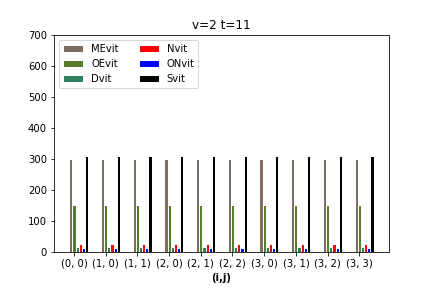 v=2 t=11
700
600
500
400
300
200
100
0
MEvit
OEvit
Dvit
Nvit
ONvit
Svit
(0, 0) (1, 0) (1, 1) (2, 0) (2, 1) (2, 2) (3, 0) (3, 1) (3, 2) (3, 3)
(i,j)